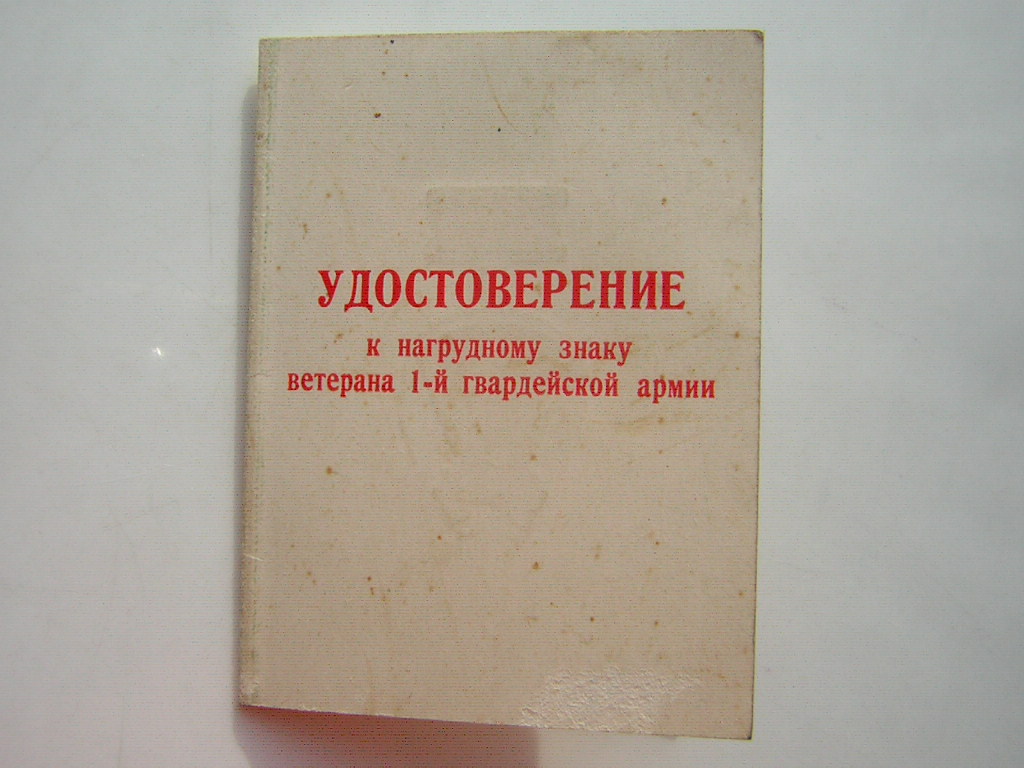 УДОСТОВЕРЕНИЕ
к нагрудному знаку
ветерана 1-й гвардейской армии